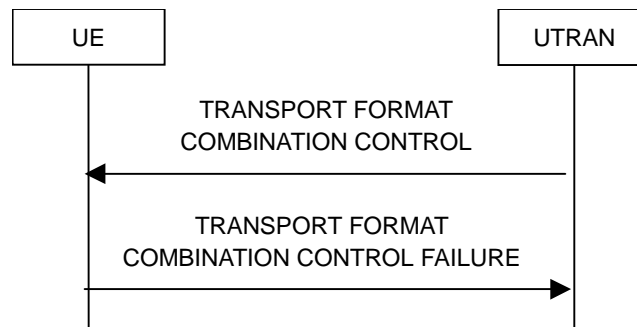 UE
UTRAN
TRANSPORT FORMAT
COMBINATION CONTROL
TRANSPORT FORMAT
COMBINATION CONTROL FAILURE